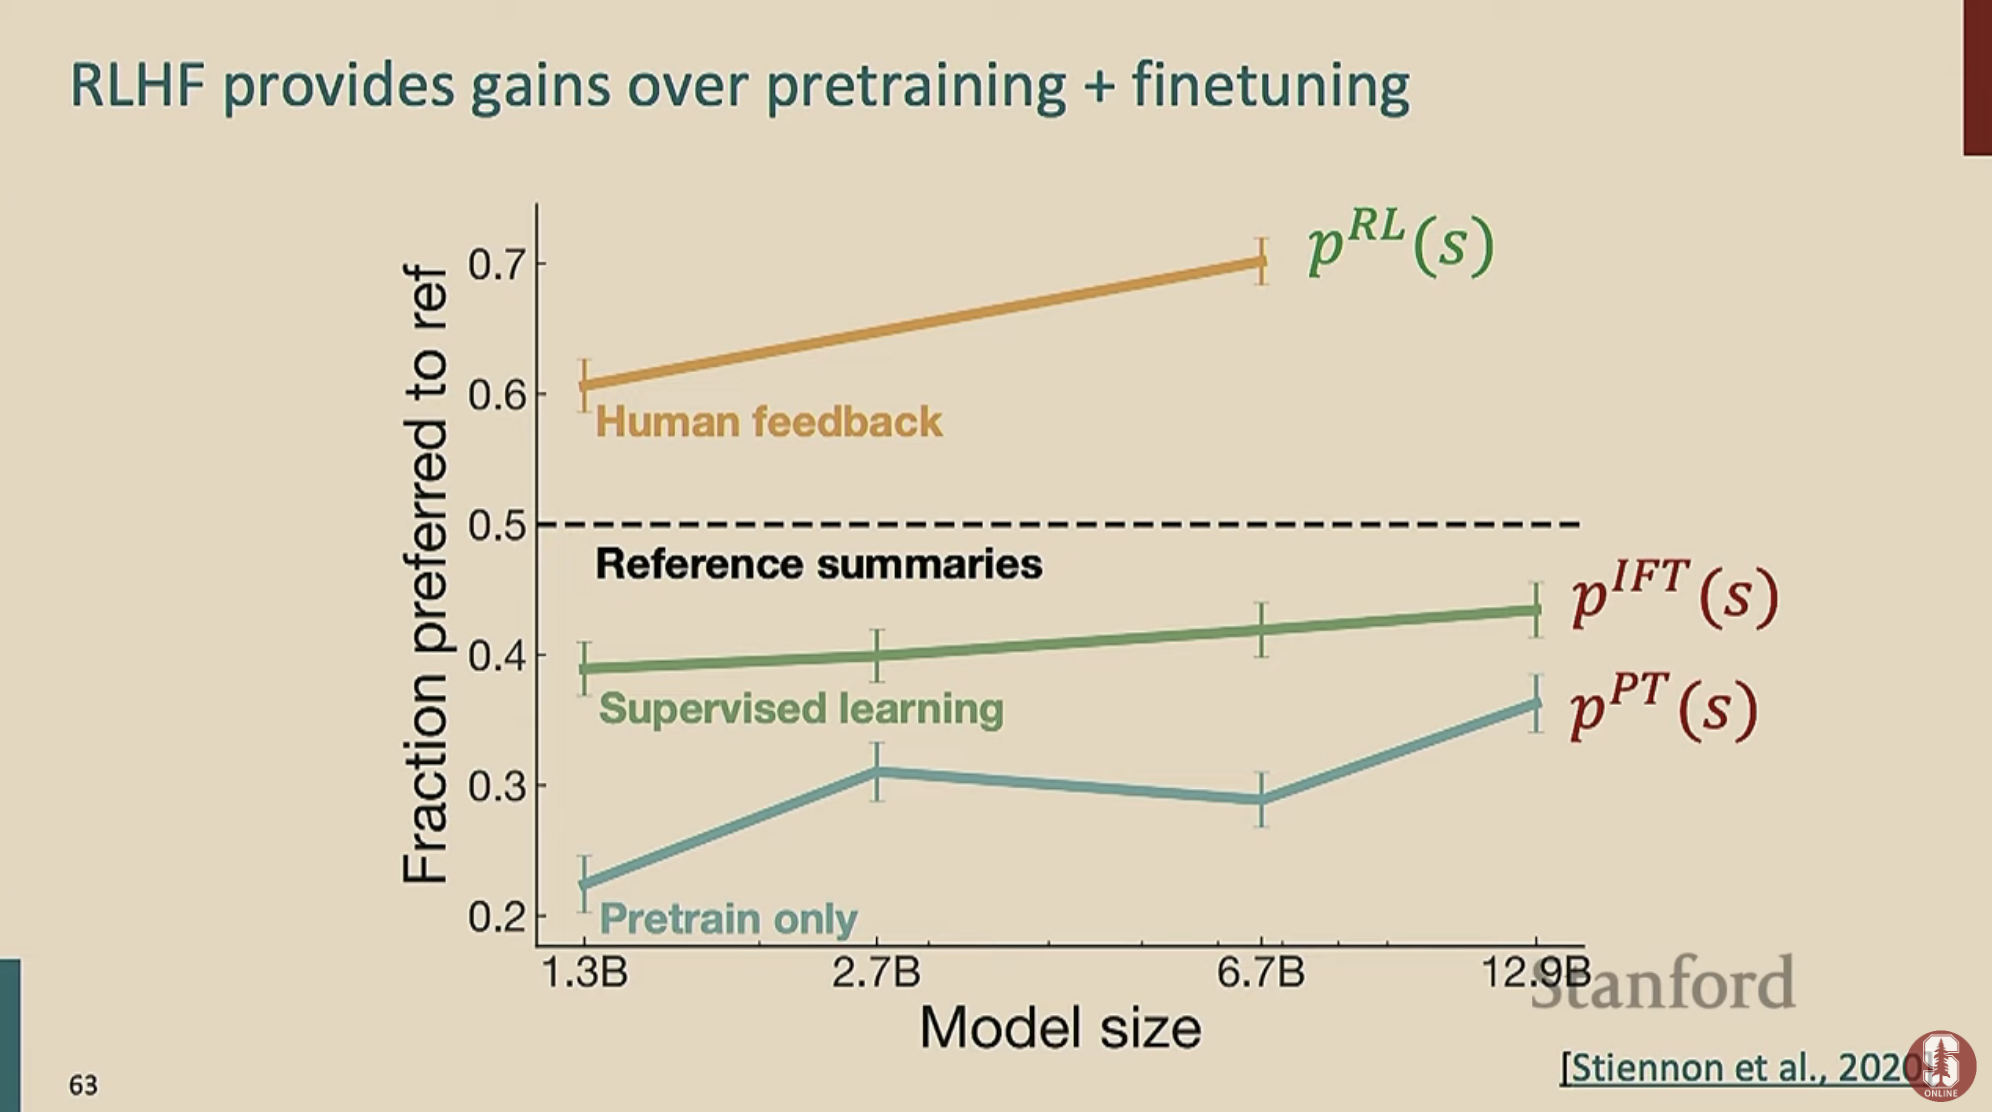 RLHF provides gains over pretraining + finetuning
Fraction preferred to ref
0.7
0.6
0.5
0.4
0.3
0.2
p^{RL}(s)
Human feedback
Reference summaries
p^{IFT}(s)
Supervised learning
p^{PT}(s)
Pretrain only
1.3B 2.7B 6.7B 12.9B
Model size
Stanford
[Stiennon et al., 2020]
S
ONLINE
63